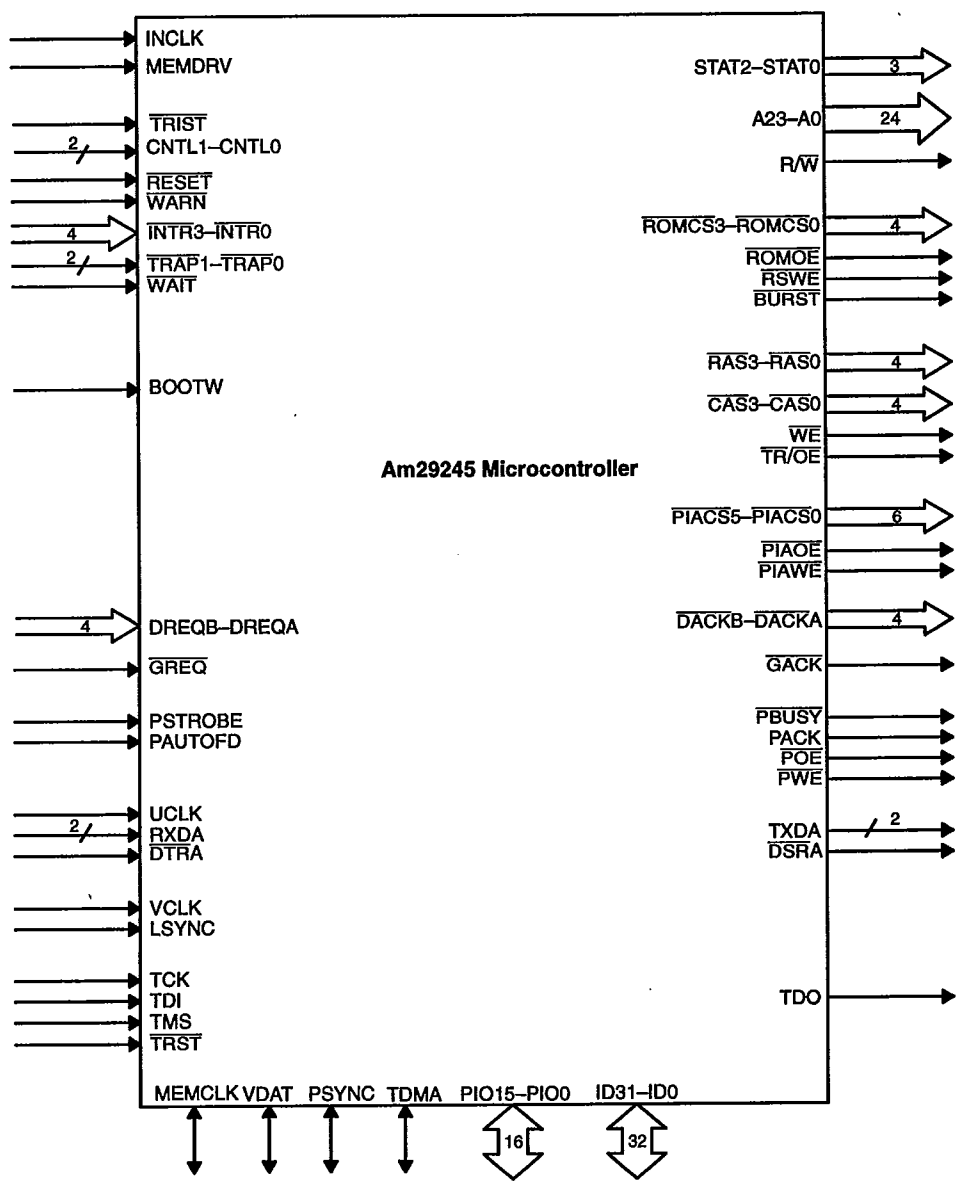 INCLK
MEMDRV
TRIST
2
CNTL1–CNTL0
RESET
WARN
4
INTR3–INTR0
2
TRAP1–TRAP0
WAIT
BOOTW
4
DREQB–DREQA
GREQ
PSTROBE
PAUTOFD
UCLK
2
RXDA
DTRA
VCLK
LSYNC
TCK
TDI
TMS
TRST
Am29245 Microcontroller
STAT2–STAT0
3
A23–A0
24
R/W
ROMCS3–ROMCS0
4
ROMOE
RSWE
BURST
RAS3–RAS0
4
CAS3–CAS0
4
WE
TR/OE
PIACS5–PIACS0
6
PIAOE
PIAWE
DACKB–DACKA
4
GACK
PBUSY
PACK
POE
PWE
TXDA
2
DSRA
TDO
MEMCLK VDAT PSYNC TDMA PIO15–PIO0 ID31–ID0
16
32